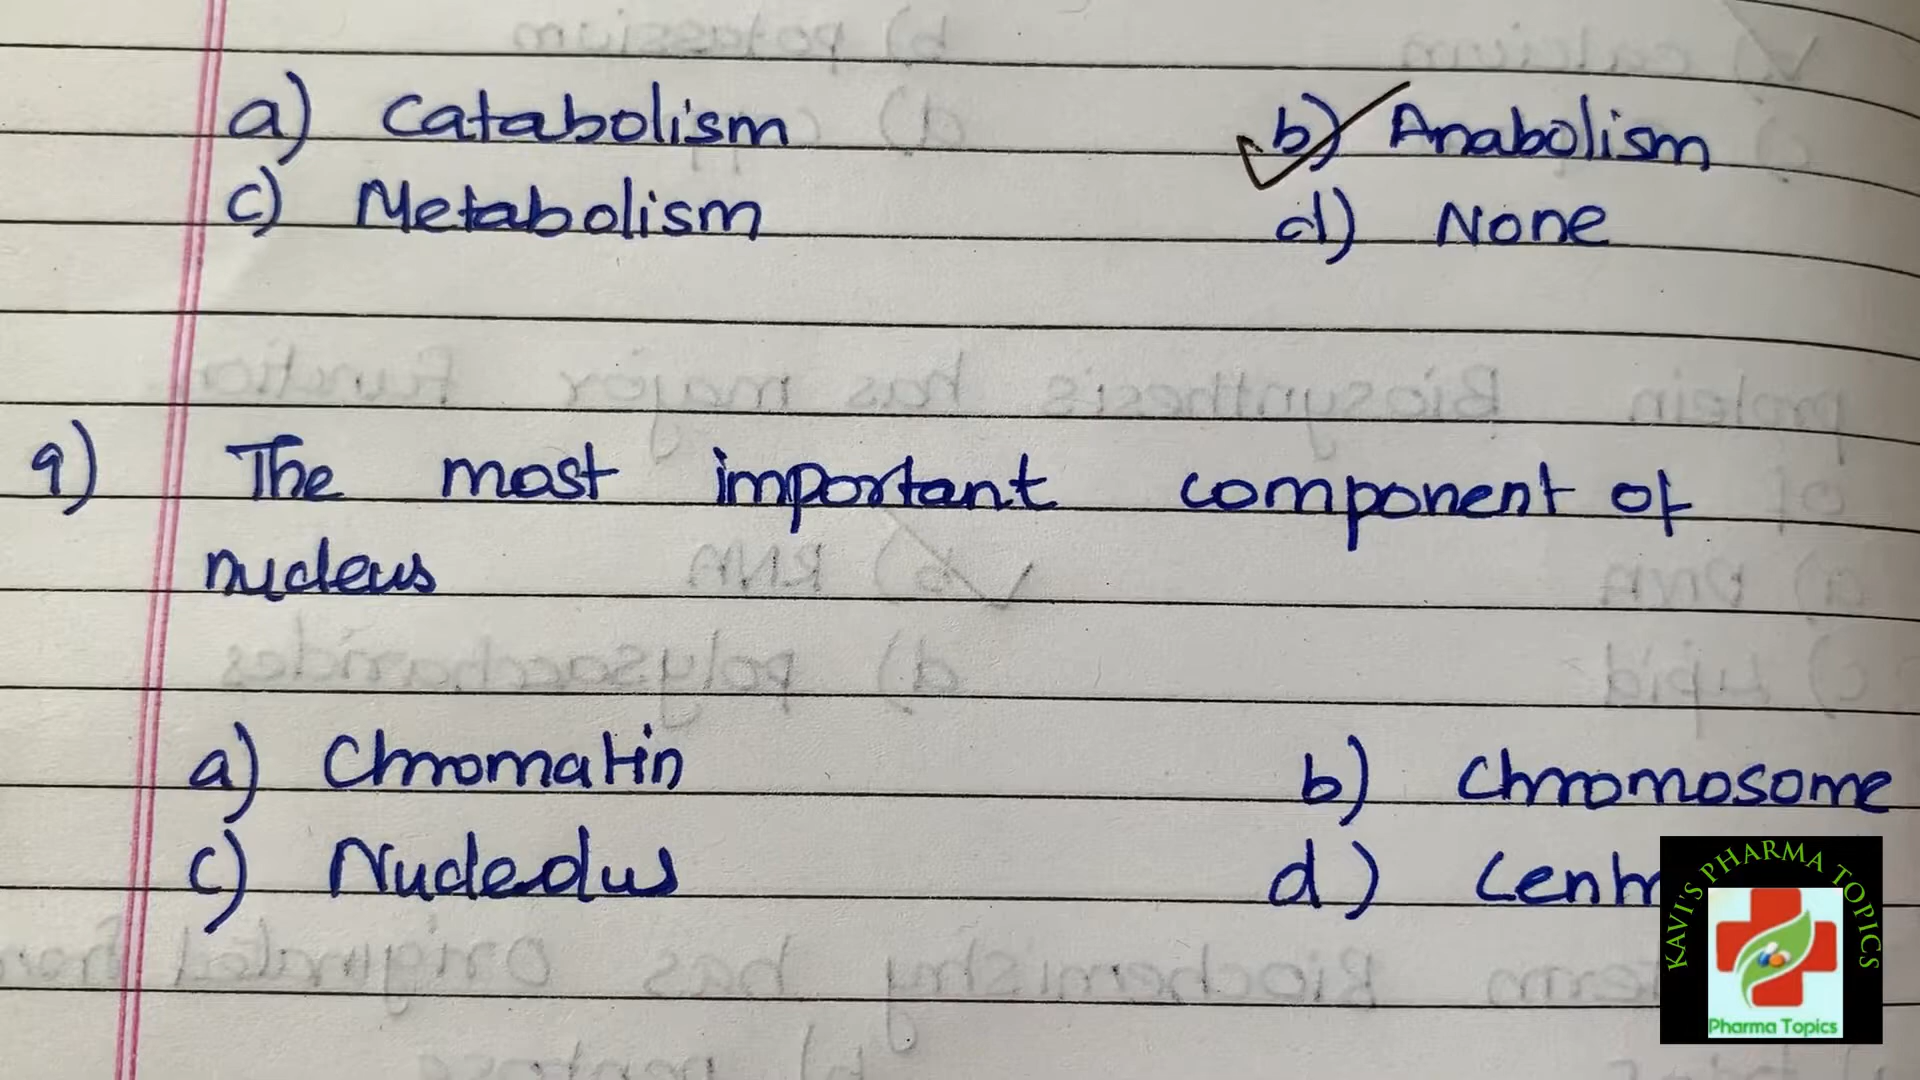 a) Catabolism b) Anabolism
c) Metabolism d) None
9) The most important component of
nucleus
a) Chromatin b) Chromosome
c) Nucleolus d)
KAVI'S PHARMA TOPICS
Pharma Topics